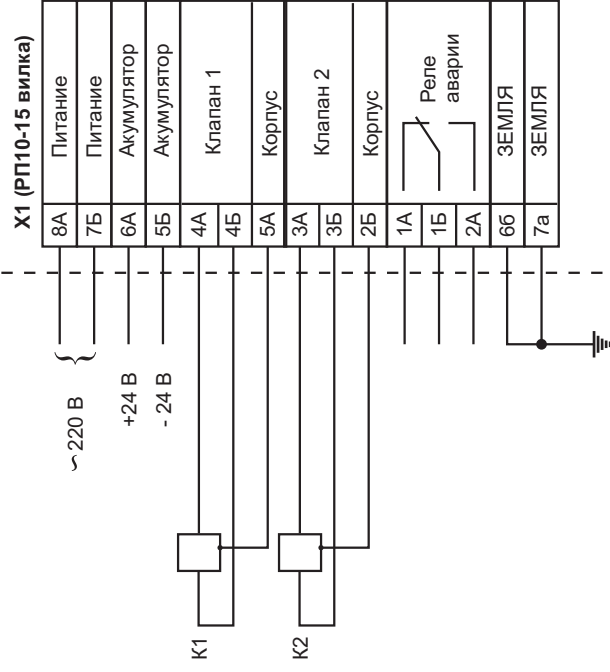 X1 (РП10-15 вилка)
8А Питание
7Б Питание
6А Акумулятор
5Б Акумулятор
4А Клапан 1
4Б
5А Корпус
3А Клапан 2
3Б
2Б Корпус
1А
1Б Реле
аварии
2А
6б ЗЕМЛЯ
7а ЗЕМЛЯ
~220 В
+24 В
- 24 В
К1
К2